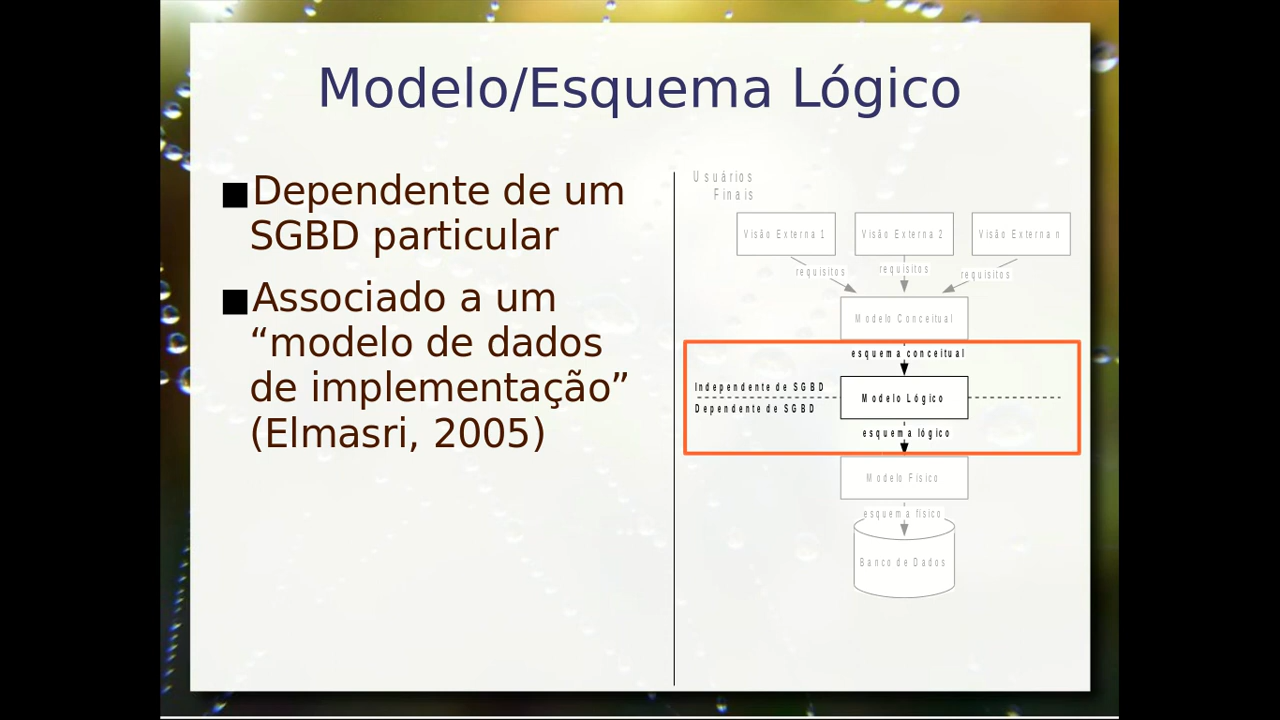 Modelo/Esquema Lógico
■Dependente de um
SGBD particular
■Associado a um
“modelo de dados
de implementação”
(Elmasri, 2005)
Usuários
Finais
Visão Externa 1
Visão Externa 2
Visão Externa n
requisitos
requisitos
requisitos
Modelo Conceitual
esquema conceitual
Independente de SGBD
Dependente de SGBD
Modelo Lógico
esquema lógico
Modelo Físico
esquema físico
Banco de Dados